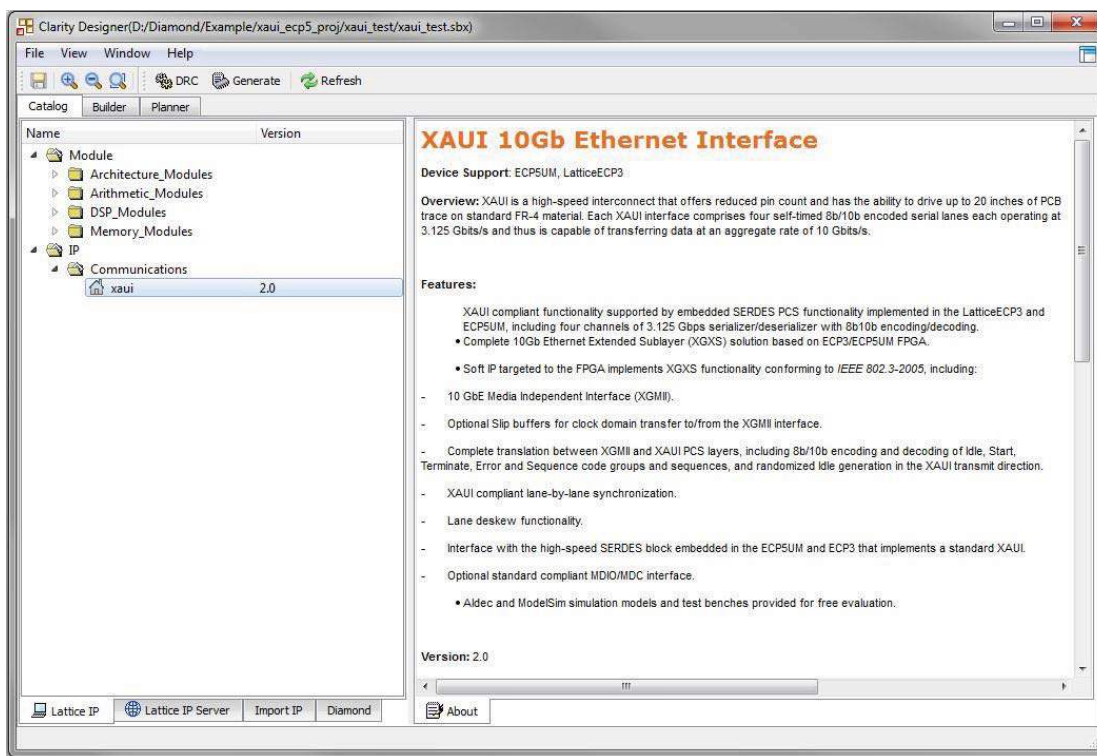 Clarity Designer(D:/Diamond/Example/xaui_ecp5_proj/xaui_test/xaui_test.sbx)
File View Window Help
DRC Generate Refresh
Catalog Builder Planner
Name Version
Module
Architecture_Modules
Arithmetic_Modules
DSP_Modules
Memory_Modules
IP
Communications
xaui 2.0
XAUI 10Gb Ethernet Interface
Device Support: ECP5UM, LatticeECP3
Overview: XAUI is a high-speed interconnect that offers reduced pin count and has the ability to drive up to 20 inches of PCB
trace on standard FR-4 material. Each XAUI interface comprises four self-timed 8b/10b encoded serial lanes each operating at
3.125 Gbits/s and thus is capable of transferring data at an aggregate rate of 10 Gbits/s.
Features:
XAUI compliant functionality supported by embedded SERDES PCS functionality implemented in the LatticeECP3 and
ECP5UM, including four channels of 3.125 Gbps serializer/deserializer with 8b10b encoding/decoding.
• Complete 10Gb Ethernet Extended Sublayer (XGXS) solution based on ECP3/ECP5UM FPGA.
• Soft IP targeted to the FPGA implements XGXS functionality conforming to IEEE 802.3-2005, including:
- 10 GbE Media Independent Interface (XGMII).
- Optional Slip buffers for clock domain transfer to/from the XGMII interface.
- Complete translation between XGMII and XAUI PCS layers, including 8b/10b encoding and decoding of Idle, Start,
Terminate, Error and Sequence code groups and sequences, and randomized Idle generation in the XAUI transmit direction.
- XAUI compliant lane-by-lane synchronization.
- Lane deskew functionality.
- Interface with the high-speed SERDES block embedded in the ECP5UM and ECP3 that implements a standard XAUI.
- Optional standard compliant MDIO/MDC interface.
• Aldec and ModelSim simulation models and test benches provided for free evaluation.
Version: 2.0
Lattice IP Lattice IP Server Import IP Diamond
About